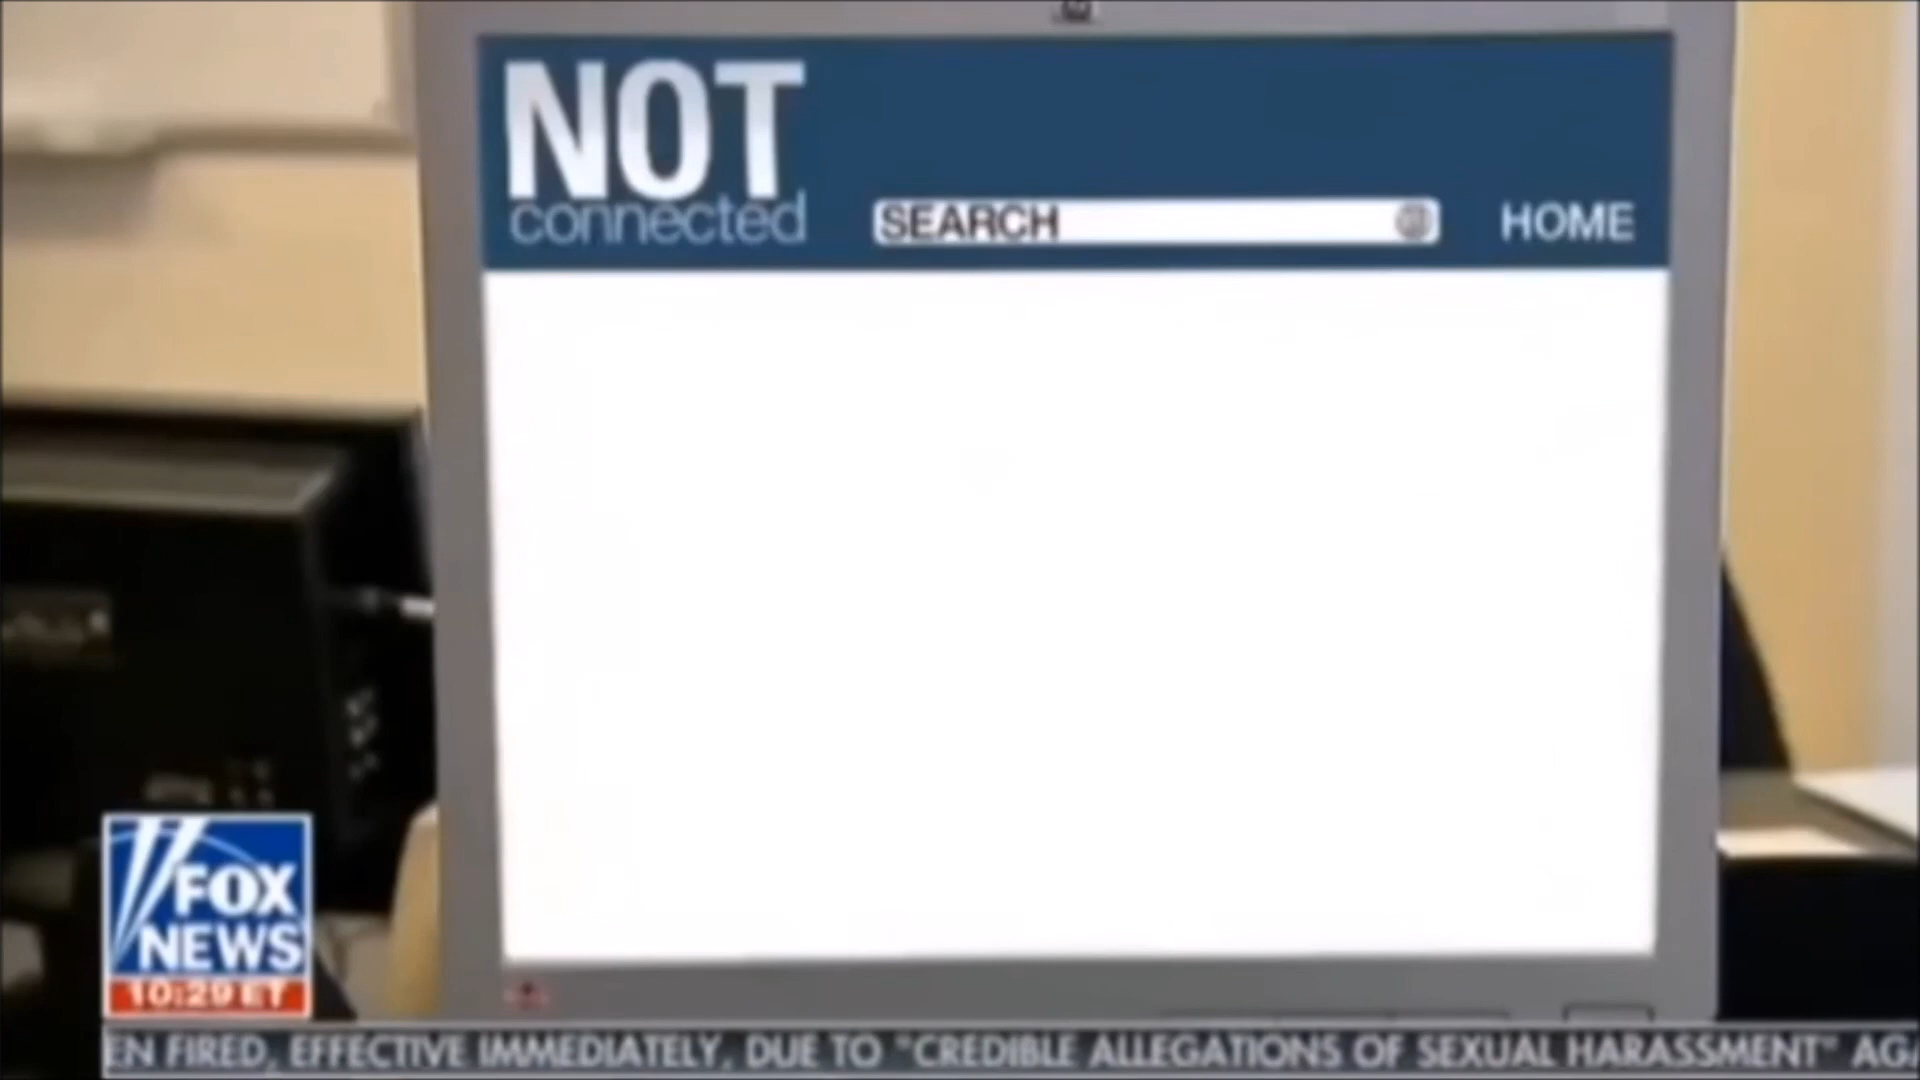 NOT
connected
SEARCH
HOME
FOX
NEWS
10:29 ET
EN FIRED, EFFECTIVE IMMEDIATELY, DUE TO "CREDIBLE ALLEGATIONS OF SEXUAL HARASSMENT" AG